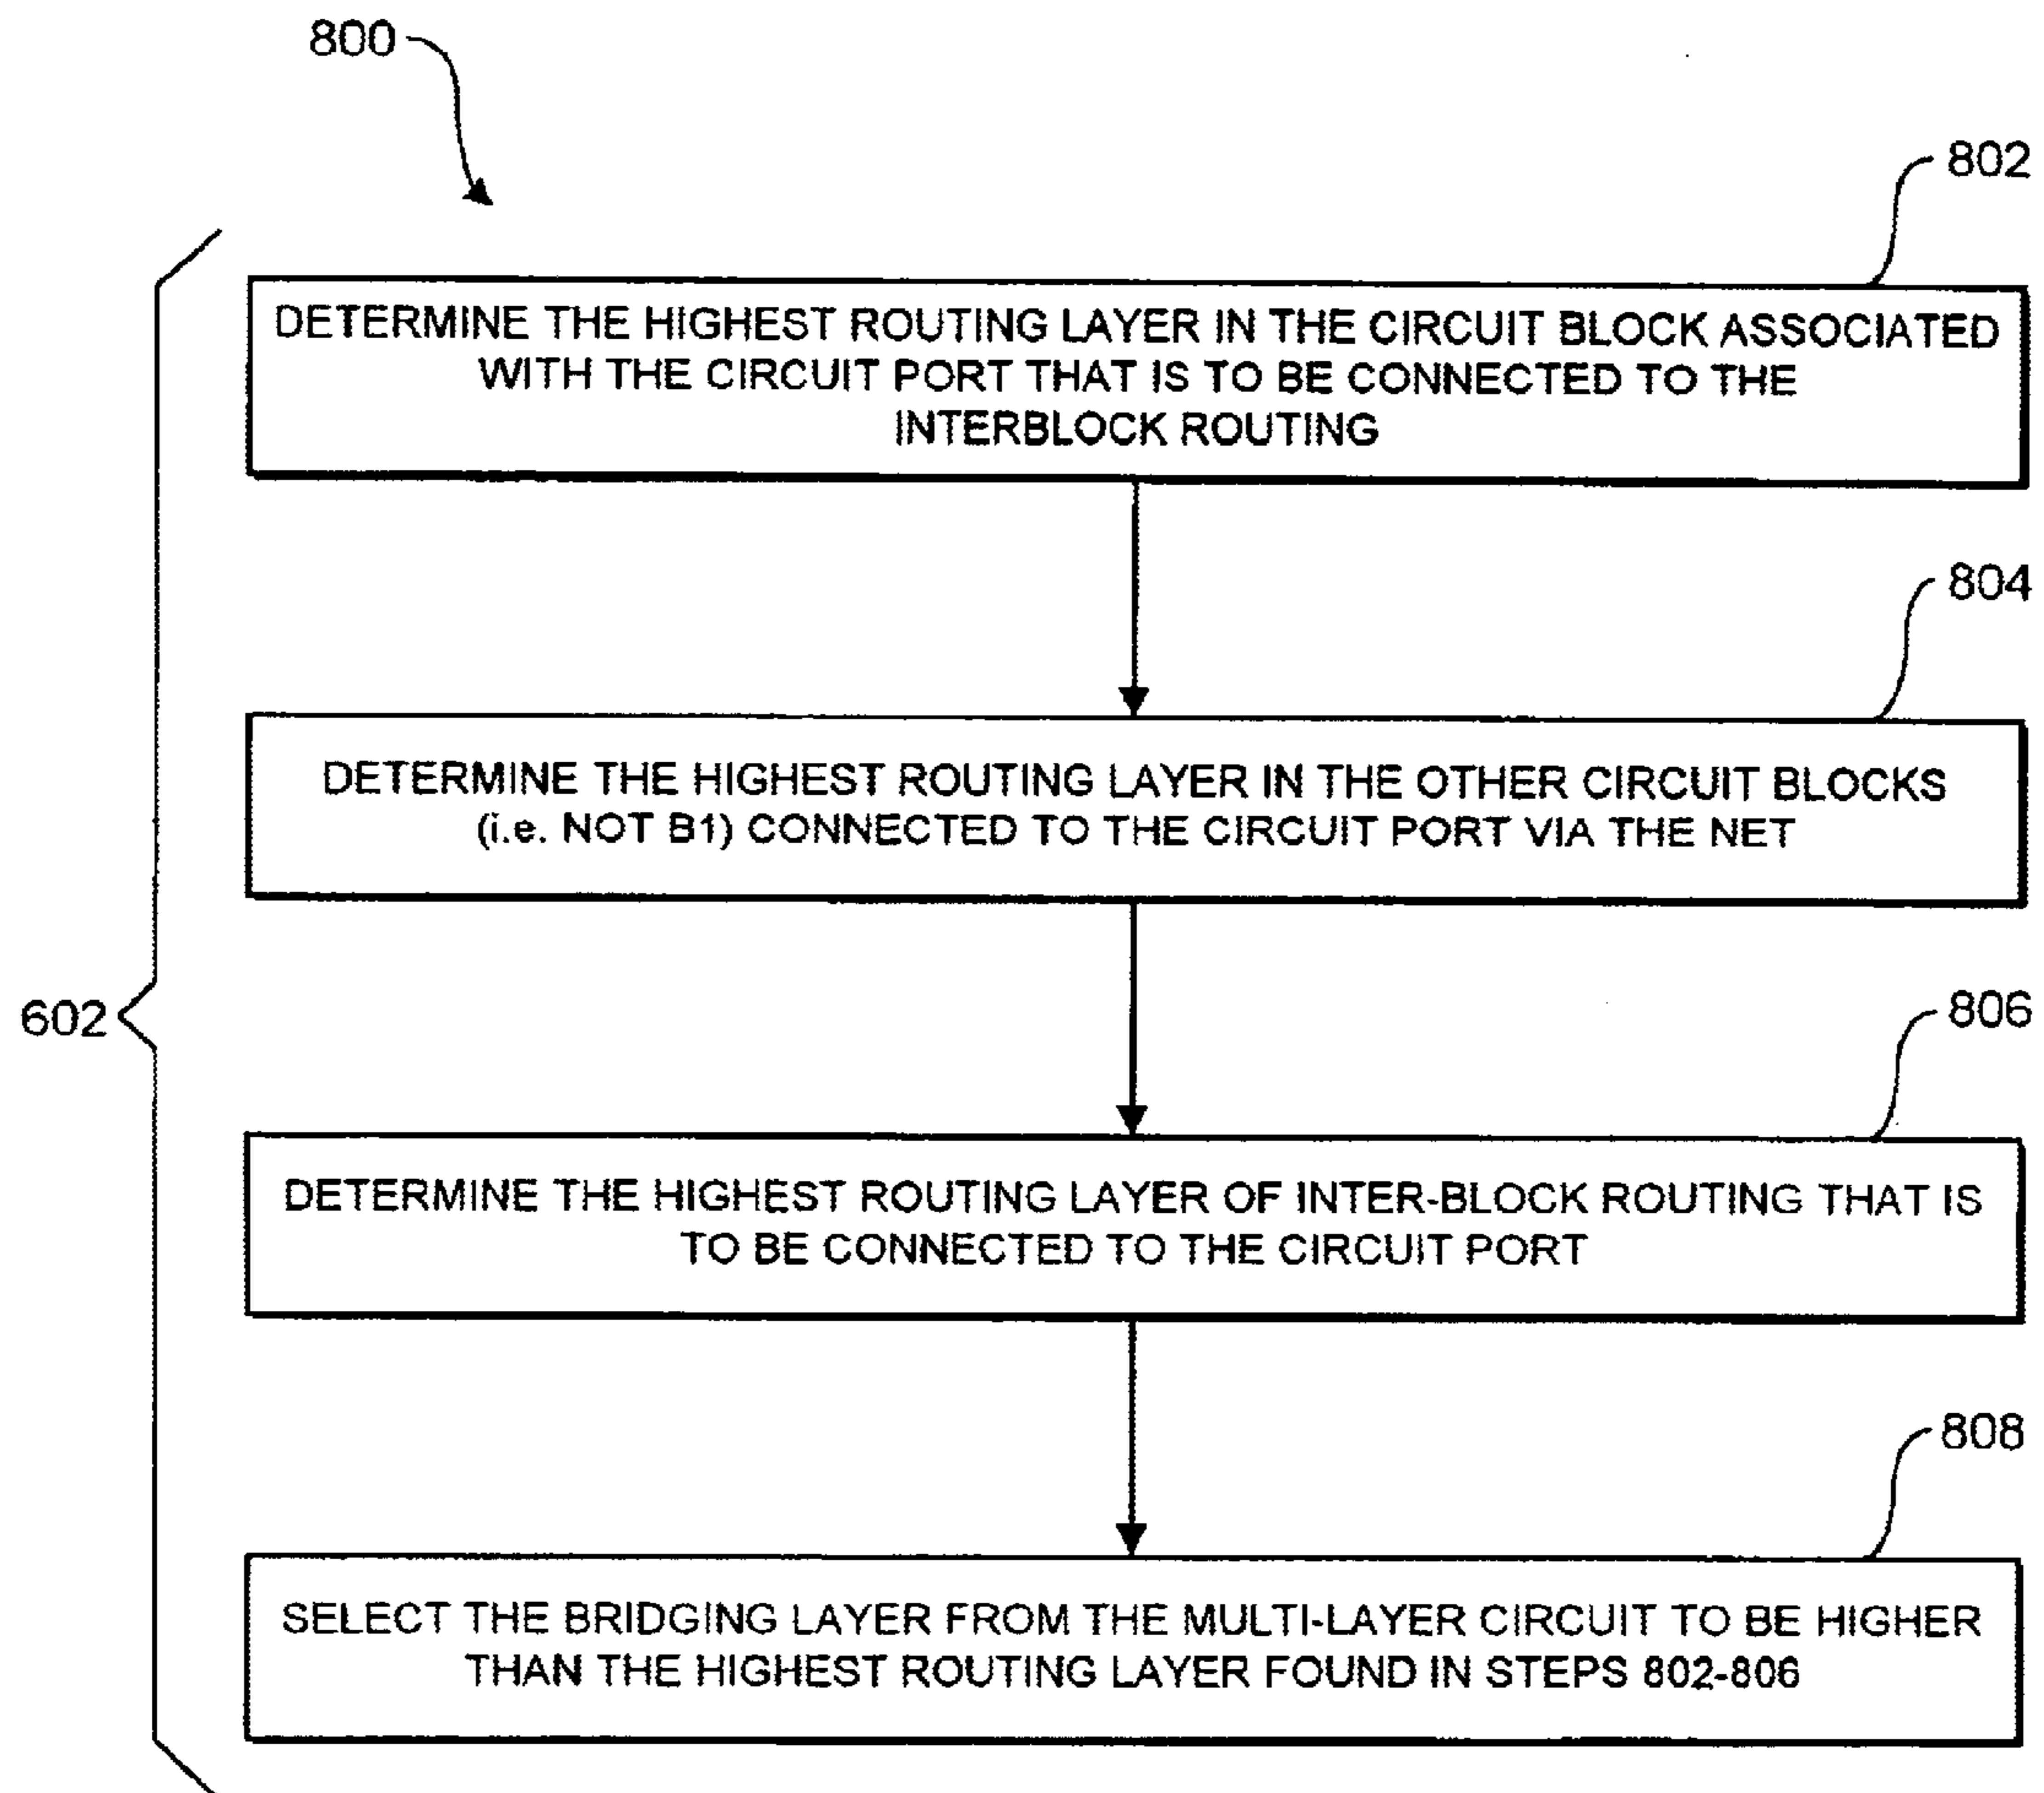 800
802
DETERMINE THE HIGHEST ROUTING LAYER IN THE CIRCUIT BLOCK ASSOCIATED
WITH THE CIRCUIT PORT THAT IS TO BE CONNECTED TO THE
INTERBLOCK ROUTING
804
DETERMINE THE HIGHEST ROUTING LAYER IN THE OTHER CIRCUIT BLOCKS
(i.e. NOT B1) CONNECTED TO THE CIRCUIT PORT VIA THE NET
602
806
DETERMINE THE HIGHEST ROUTING LAYER OF INTER-BLOCK ROUTING THAT IS
TO BE CONNECTED TO THE CIRCUIT PORT
808
SELECT THE BRIDGING LAYER FROM THE MULTI-LAYER CIRCUIT TO BE HIGHER
THAN THE HIGHEST ROUTING LAYER FOUND IN STEPS 802-806